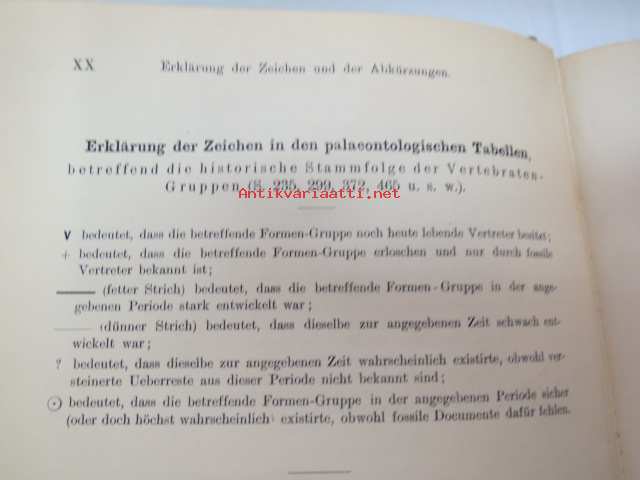 XX Erklärung der Zeichen und der Abkürzungen.
Erklärung der Zeichen in den palaeontologischen Tabellen,
betreffend die historische Stammfolge der Vertebraten-
Gruppen (S. 235, 299, 372, 465 u. s. w.).
Antikvariaatti.net
v bedeutet, dass die betreffende Formen-Gruppe noch heute lebende Vertreter besitzt;
+ bedeutet, dass die betreffende Formen-Gruppe erloschen und nur durch fossile
Vertreter bekannt ist;
(fetter Strich) bedeutet, dass die betreffende Formen-Gruppe in der ange-
gebenen Periode stark entwickelt war;
(dünner Strich) bedeutet, dass dieselbe zur angegebenen Zeit schwach ent-
wickelt war;
? bedeutet, dass dieselbe zur angegebenen Zeit wahrscheinlich existirte, obwohl ver-
steinerte Ueberreste aus dieser Periode nicht bekannt sind;
⊙ bedeutet, dass die betreffende Formen-Gruppe in der angegebenen Periode sicher
(oder doch höchst wahrscheinlich) existirte, obwohl fossile Documente dafür fehlen.